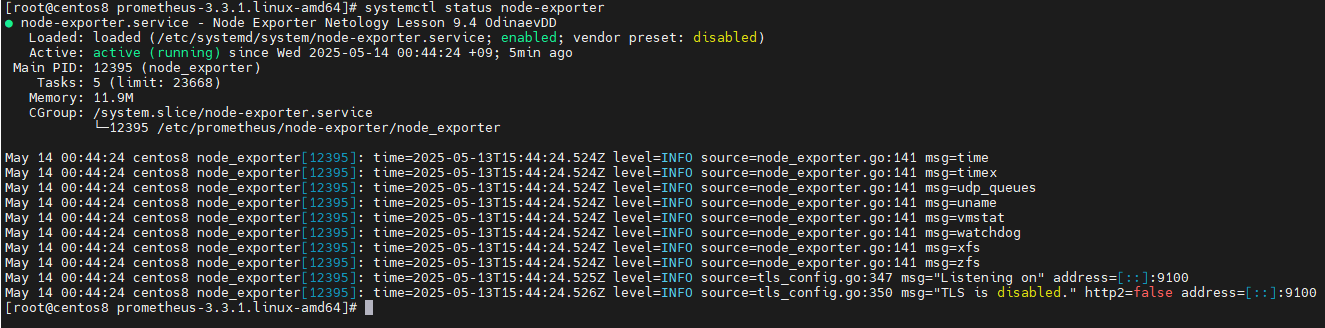 [root@centos8 prometheus-3.3.1.linux-amd64]# systemctl status node-exporter
● node-exporter.service - Node Exporter Netology Lesson 9.4 OdinaevDD
   Loaded: loaded (/etc/systemd/system/node-exporter.service; enabled; vendor preset: disabled)
   Active: active (running) since Wed 2025-05-14 00:44:24 +09; 5min ago
 Main PID: 12395 (node_exporter)
    Tasks: 5 (limit: 23668)
   Memory: 11.9M
   CGroup: /system.slice/node-exporter.service
           └─12395 /etc/prometheus/node-exporter/node_exporter

May 14 00:44:24 centos8 node_exporter[12395]: time=2025-05-13T15:44:24.524Z level=INFO source=node_exporter.go:141 msg=time
May 14 00:44:24 centos8 node_exporter[12395]: time=2025-05-13T15:44:24.524Z level=INFO source=node_exporter.go:141 msg=timex
May 14 00:44:24 centos8 node_exporter[12395]: time=2025-05-13T15:44:24.524Z level=INFO source=node_exporter.go:141 msg=udp_queues
May 14 00:44:24 centos8 node_exporter[12395]: time=2025-05-13T15:44:24.524Z level=INFO source=node_exporter.go:141 msg=uname
May 14 00:44:24 centos8 node_exporter[12395]: time=2025-05-13T15:44:24.524Z level=INFO source=node_exporter.go:141 msg=vmstat
May 14 00:44:24 centos8 node_exporter[12395]: time=2025-05-13T15:44:24.524Z level=INFO source=node_exporter.go:141 msg=watchdog
May 14 00:44:24 centos8 node_exporter[12395]: time=2025-05-13T15:44:24.524Z level=INFO source=node_exporter.go:141 msg=xfs
May 14 00:44:24 centos8 node_exporter[12395]: time=2025-05-13T15:44:24.524Z level=INFO source=node_exporter.go:141 msg=zfs
May 14 00:44:24 centos8 node_exporter[12395]: time=2025-05-13T15:44:24.525Z level=INFO source=tls_config.go:347 msg="Listening on" address=[::]:9100
May 14 00:44:24 centos8 node_exporter[12395]: time=2025-05-13T15:44:24.526Z level=INFO source=tls_config.go:350 msg="TLS is disabled." http2=false address=[::]:9100
[root@centos8 prometheus-3.3.1.linux-amd64]#